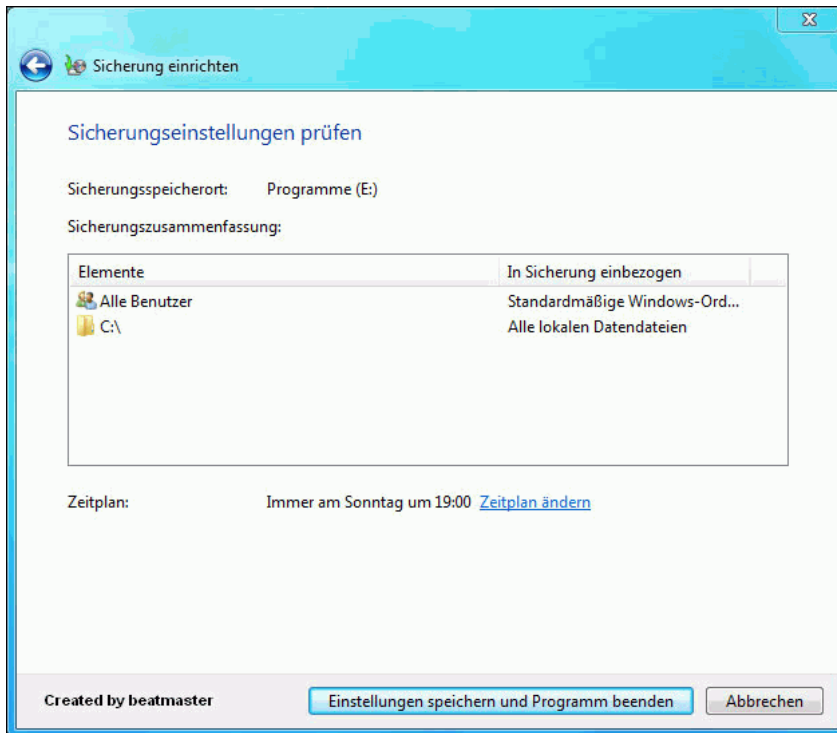 Sicherung einrichten
Sicherungseinstellungen prüfen
Sicherungsspeicherort: Programme (E:)
Sicherungszusammenfassung:
Elemente In Sicherung einbezogen
Alle Benutzer Standardmäßige Windows-Ord...
C:\ Alle lokalen Datendateien
Zeitplan: Immer am Sonntag um 19:00 Zeitplan ändern
Created by beatmaster Einstellungen speichern und Programm beenden Abbrechen